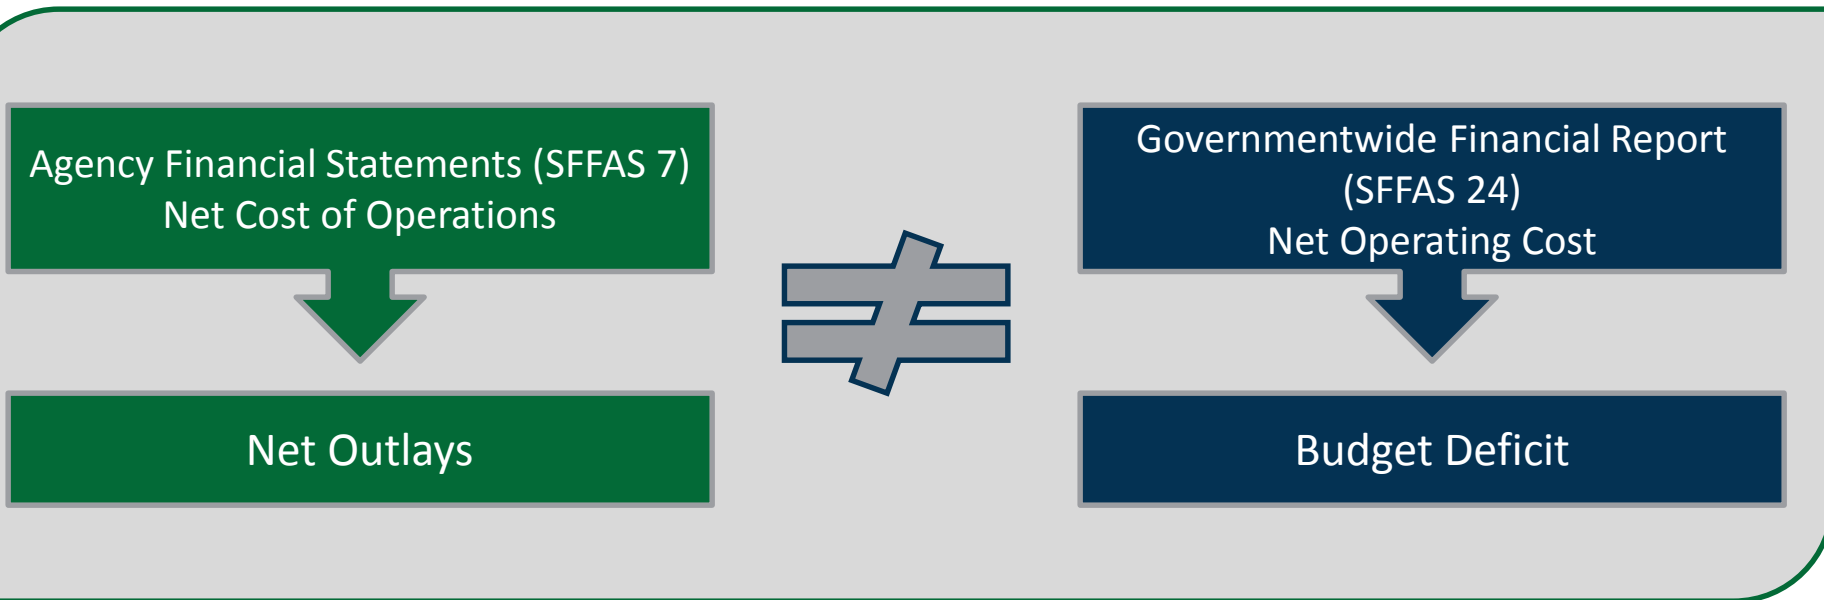 Agency Financial Statements (SFFAS 7)
Net Cost of Operations
Governmentwide Financial Report
(SFFAS 24)
Net Operating Cost
Net Outlays
Budget Deficit